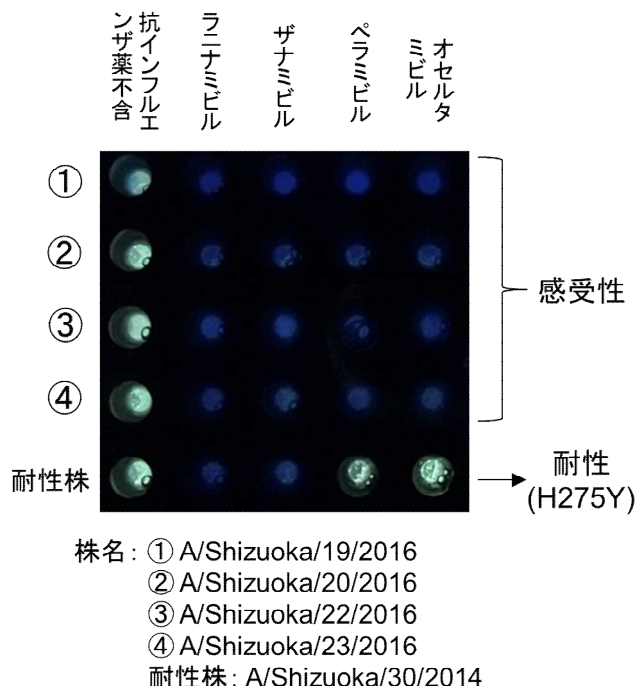 抗インフルエ
ンザ薬不含
ラニナミビル
ザナミビル
ペラミビル
オセルタ
ミビル
①
②
③
④
感受性
耐性株
耐性
(H275Y)
株名: ① A/Shizuoka/19/2016
② A/Shizuoka/20/2016
③ A/Shizuoka/22/2016
④ A/Shizuoka/23/2016
耐性株: A/Shizuoka/30/2014